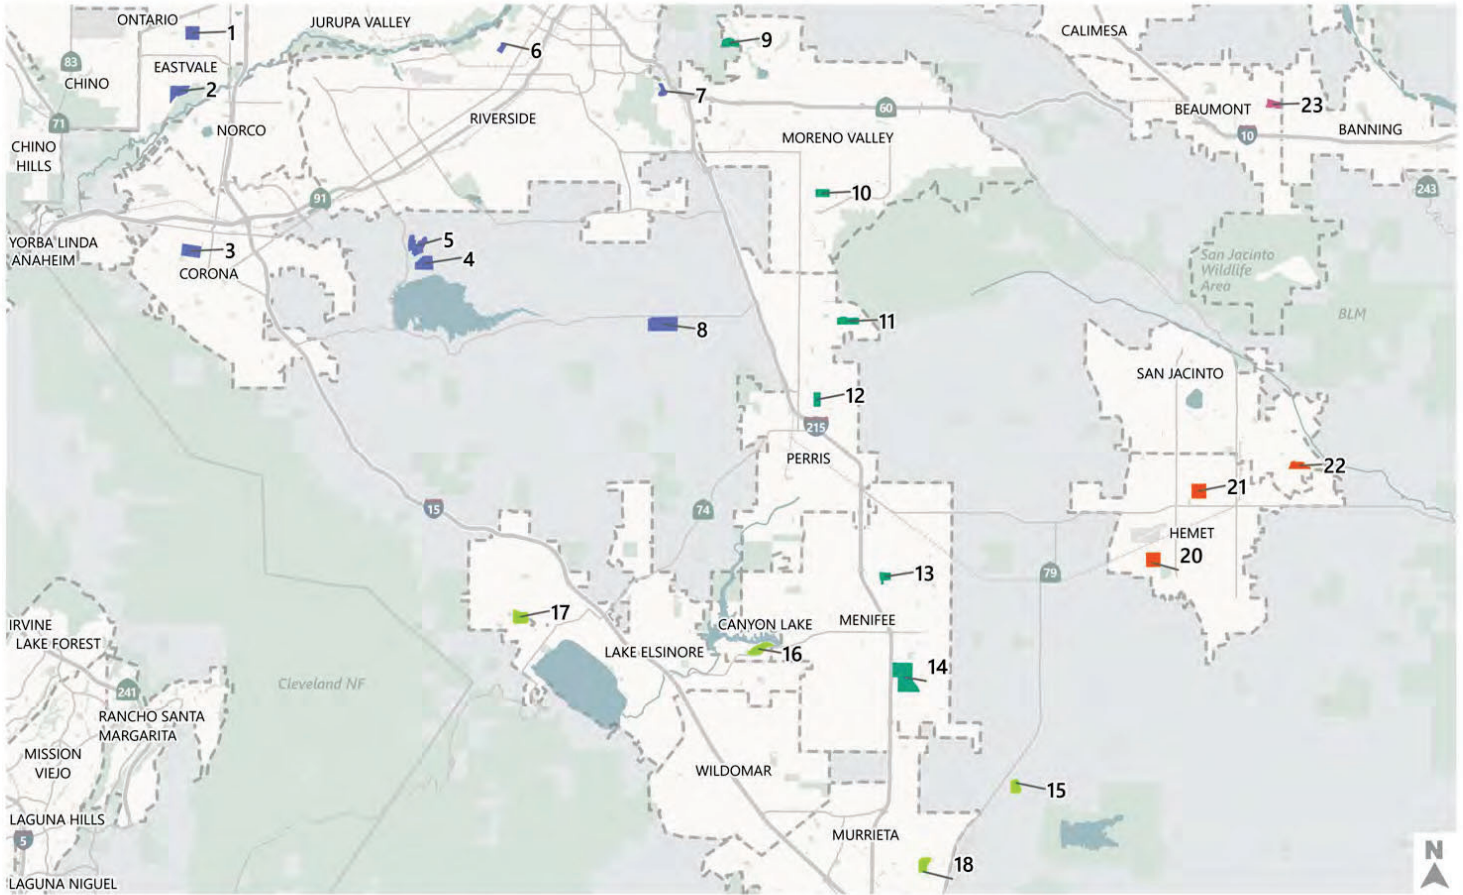 ONTARIO
1
JURUPA VALLEY
6
9
CALIMESA
83
EASTVALE
CHINO
2
7
60
BEAUMONT
23
71
NORCO
RIVERSIDE
MORENO VALLEY
10
BANNING
CHINO
HILLS
91
10
243
YORBA LINDA
ANAHEIM
3
CORONA
5
4
San Jacinto
Wildlife
Area
8
11
BLM
SAN JACINTO
12
215
PERRIS
22
21
15
74
HEMET
20
13
79
17
IRVINE
LAKE FOREST
CANYON LAKE
MENIFEE
LAKE ELSINORE
16
14
Cleveland NF
241
RANCHO SANTA
MARGARITA
MISSION
VIEJO
WILDOMAR
15
LAGUNA HILLS
5
MURRIETA
18
N
LAGUNA NIGUEL